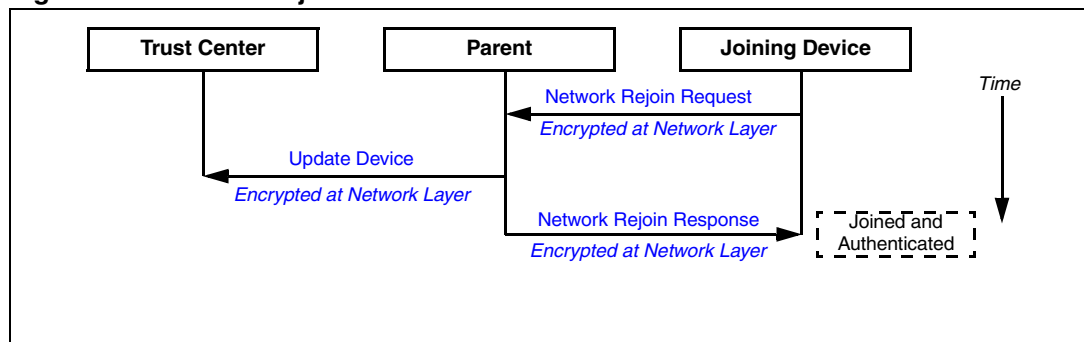 Trust Center
Parent
Joining Device
Time
Network Rejoin Request
Encrypted at Network Layer
Update Device
Encrypted at Network Layer
Network Rejoin Response
Encrypted at Network Layer
Joined and
Authenticated